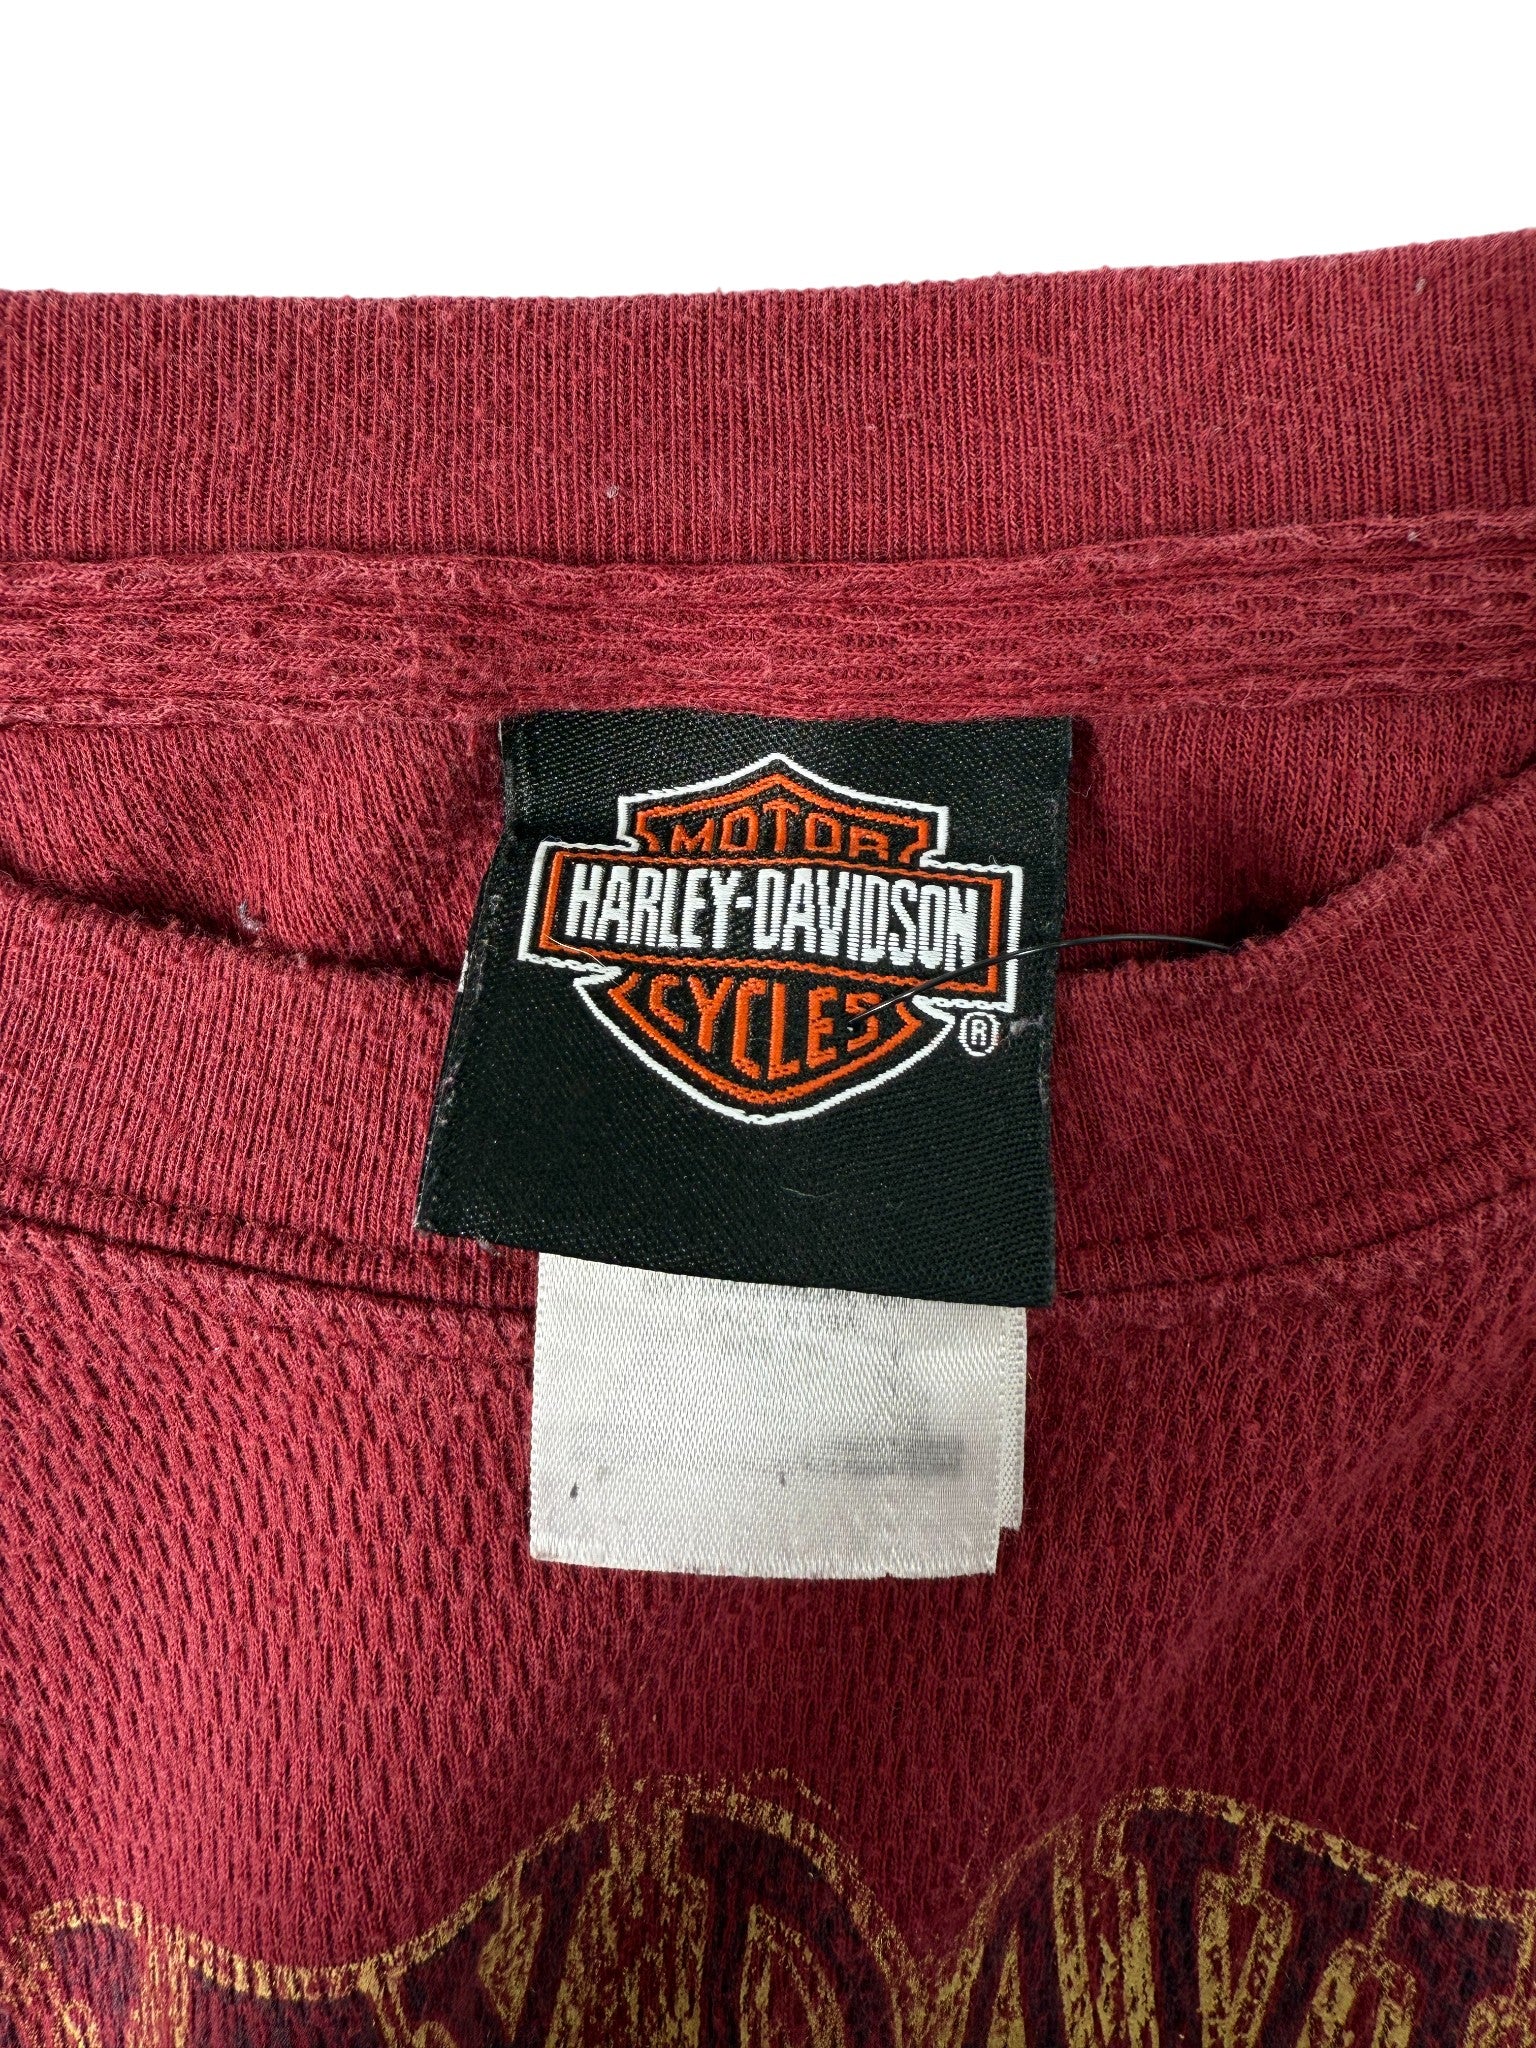 MOTOR
HARLEY-DAVIDSON
CYCLES
®